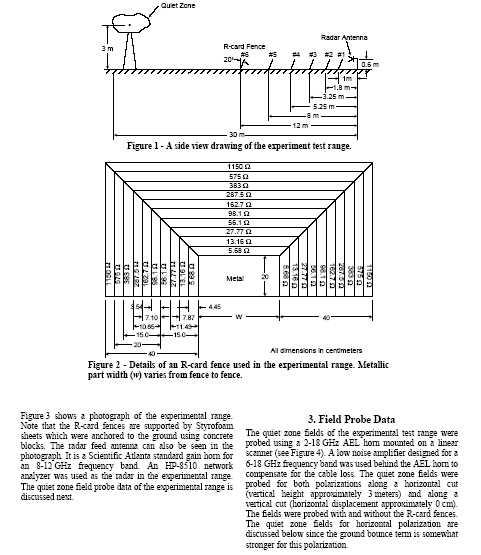 Quiet Zone
Radar Antenna
R-card Fence
20° #6 #5 #4 #3 #2 #1
3 m
0.6 m
1m
1.8 m
3.25 m
5.25 m
8 m
12 m
30 m
Figure 1 - A side view drawing of the experiment test range.
1150 Ω
575 Ω
383 Ω
287.5 Ω
162.7 Ω
98.1 Ω
56.1 Ω
27.77 Ω
13.16 Ω
5.68 Ω
1150 Ω
575 Ω
383 Ω
287.5 Ω
162.7 Ω
98.1 Ω
56.1 Ω
27.77 Ω
13.16 Ω
5.68 Ω
Metal
20
5.68 Ω
13.16 Ω
27.77 Ω
56.1 Ω
98.1 Ω
162.7 Ω
287.5 Ω
383 Ω
575 Ω
1150 Ω
3.54 4.45
7.10 7.87 W 40
10.65 11.43
15.0 15.0
20
40
All dimensions in centimeters
Figure 2 - Details of an R-card fence used in the experimental range. Metallic
part width (w) varies from fence to fence.
Figure 3 shows a photograph of the experimental range.
Note that the R-card fences are supported by Styrofoam
sheets which were anchored to the ground using concrete
blocks. The radar feed antenna can also be seen in the
photograph. It is a Scientific Atlanta standard gain horn for
an 8-12 GHz frequency band. An HP-8510 network
analyzer was used as the radar in the experimental range.
The quiet zone field probe data of the experimental range is
discussed next.
3. Field Probe Data
The quiet zone fields of the experimental test range were
probed using a 2-18 GHz AEL horn mounted on a linear
scanner (see Figure 4). A low noise amplifier designed for a
6-18 GHz frequency band was used behind the AEL horn to
compensate for the cable loss. The quiet zone fields were
probed for both polarizations along a horizontal cut
(vertical height approximately 3 meters) and along a
vertical cut (horizontal displacement approximately 0 cm).
The fields were probed with and without the R-card fences.
The quiet zone fields for horizontal polarization are
discussed below since the ground bounce term is somewhat
stronger for this polarization.